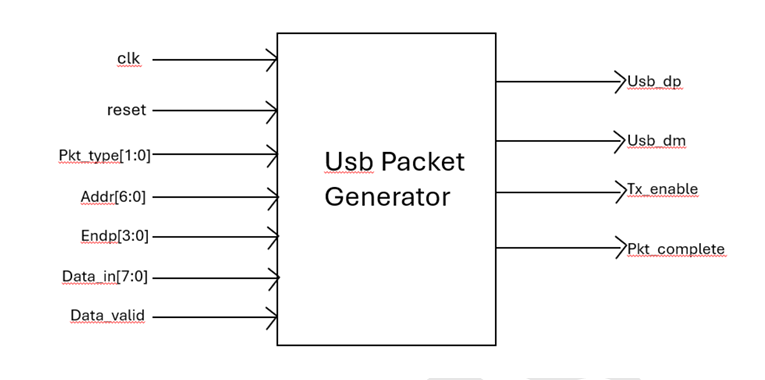 clk
reset
Pkt_type[1:0]
Addr[6:0]
Endp[3:0]
Data_in[7:0]
Data_valid
Usb Packet
Generator
Usb_dp
Usb_dm
Tx_enable
Pkt_complete